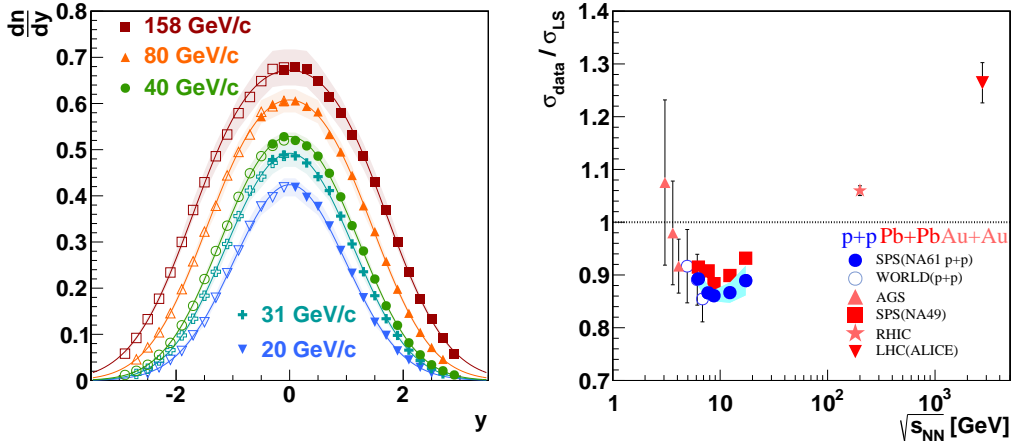 dn
dy
0.8
0.7
0.6
0.5
0.4
0.3
0.2
0.1
0
158 GeV/c
80 GeV/c
40 GeV/c
31 GeV/c
20 GeV/c
-2 0 2
y
σ_data / σ_LS
1.4
1.3
1.2
1.1
1
0.9
0.8
0.7
p+p Pb+Pb Au+Au
SPS(NA61 p+p)
WORLD(p+p)
AGS
SPS(NA49)
RHIC
LHC(ALICE)
1 10 10² 10³
√s_NN [GeV]